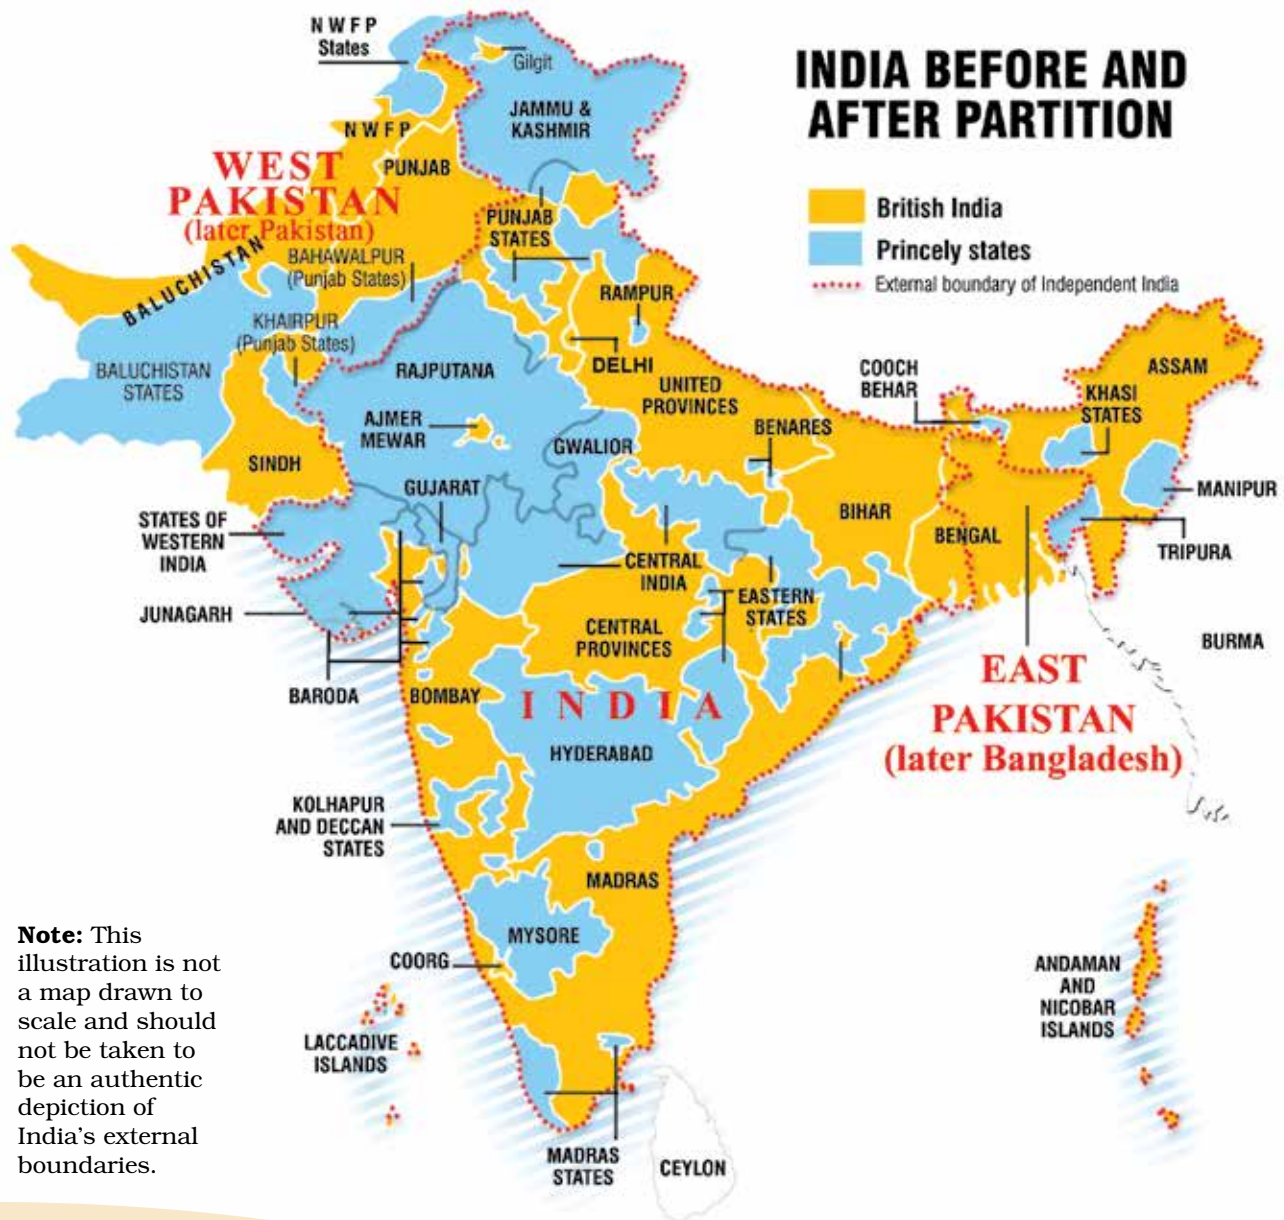 INDIA BEFORE AND
AFTER PARTITION
British India
Princely states
External boundary of Independent India
N W F P
States
Gilgit
JAMMU &
KASHMIR
N W F P
PUNJAB
WEST
PAKISTAN
(later Pakistan)
PUNJAB
STATES
BALUCHISTAN
BAHAWALPUR
(Punjab States)
RAMPUR
KHAIRPUR
(Punjab States)
BALUCHISTAN
STATES
RAJPUTANA
DELHI
UNITED
PROVINCES
COOCH
BEHAR
ASSAM
KHASI
STATES
AJMER
MEWAR
GWALIOR
BENARES
SINDH
GUJARAT
MANIPUR
STATES OF
WESTERN
INDIA
BIHAR
BENGAL
TRIPURA
CENTRAL
INDIA
JUNAGARH
EASTERN
STATES
CENTRAL
PROVINCES
BURMA
EAST
PAKISTAN
(later Bangladesh)
BARODA
BOMBAY
INDIA
HYDERABAD
KOLHAPUR
AND DECCAN
STATES
MADRAS
MYSORE
COORG
LACCADIVE
ISLANDS
ANDAMAN
AND
NICOBAR
ISLANDS
MADRAS
STATES
CEYLON
Note: This
illustration is not
a map drawn to
scale and should
not be taken to
be an authentic
depiction of
India's external
boundaries.